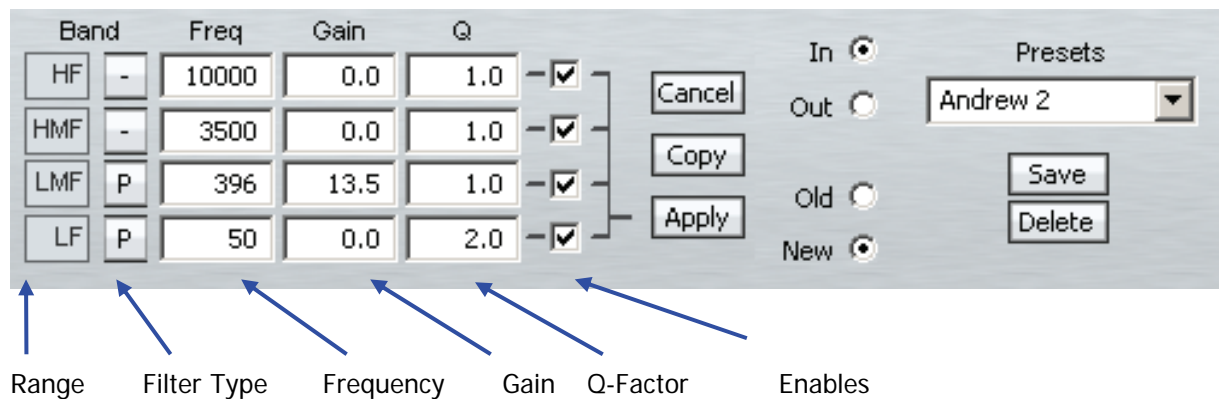 Band Freq Gain Q
HF - 10000 0.0 1.0
HMF - 3500 0.0 1.0
LMF P 396 13.5 1.0
LF P 50 0.0 2.0
Cancel
Copy
Apply
In
Out
Old
New
Presets
Andrew 2
Save
Delete
Range Filter Type Frequency Gain Q-Factor Enables